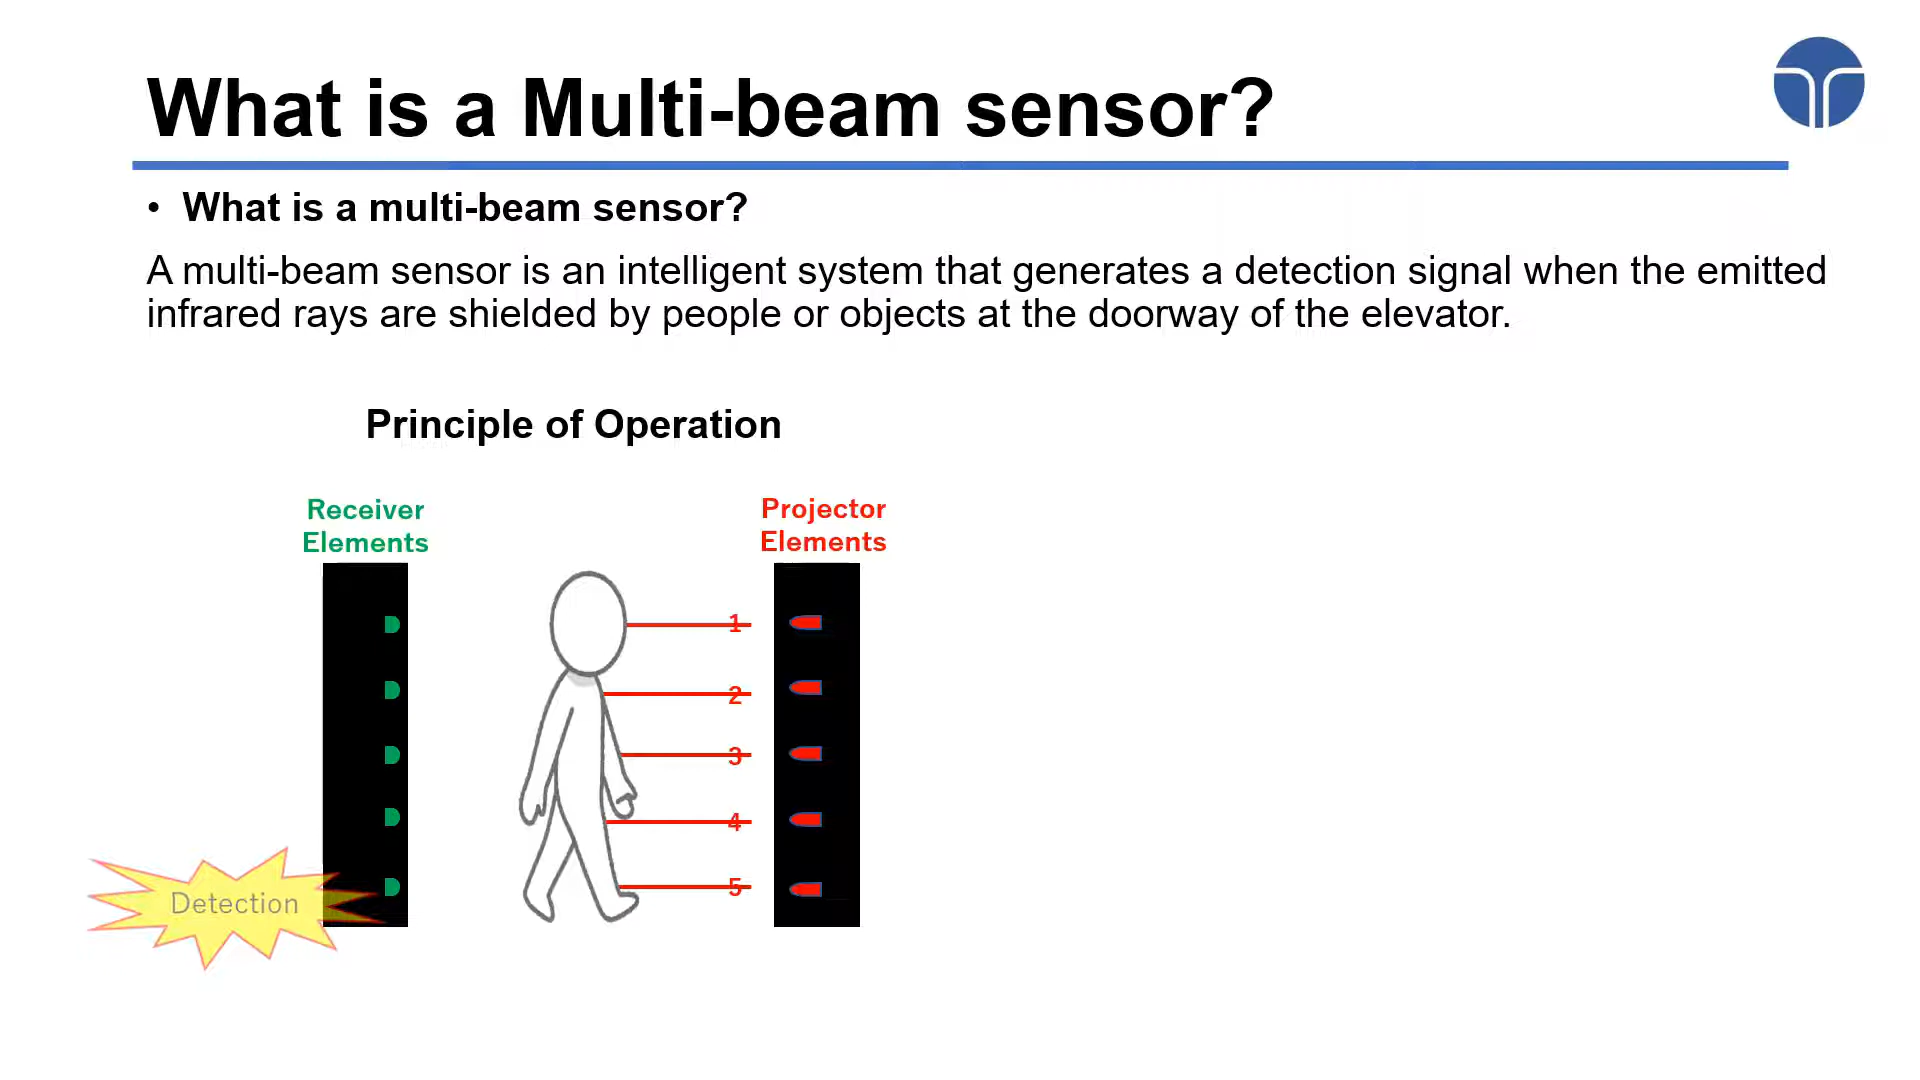 What is a Multi-beam sensor?
• What is a multi-beam sensor?
A multi-beam sensor is an intelligent system that generates a detection signal when the emitted
infrared rays are shielded by people or objects at the doorway of the elevator.
Principle of Operation
Receiver
Elements
Projector
Elements
1
2
3
4
5
Detection